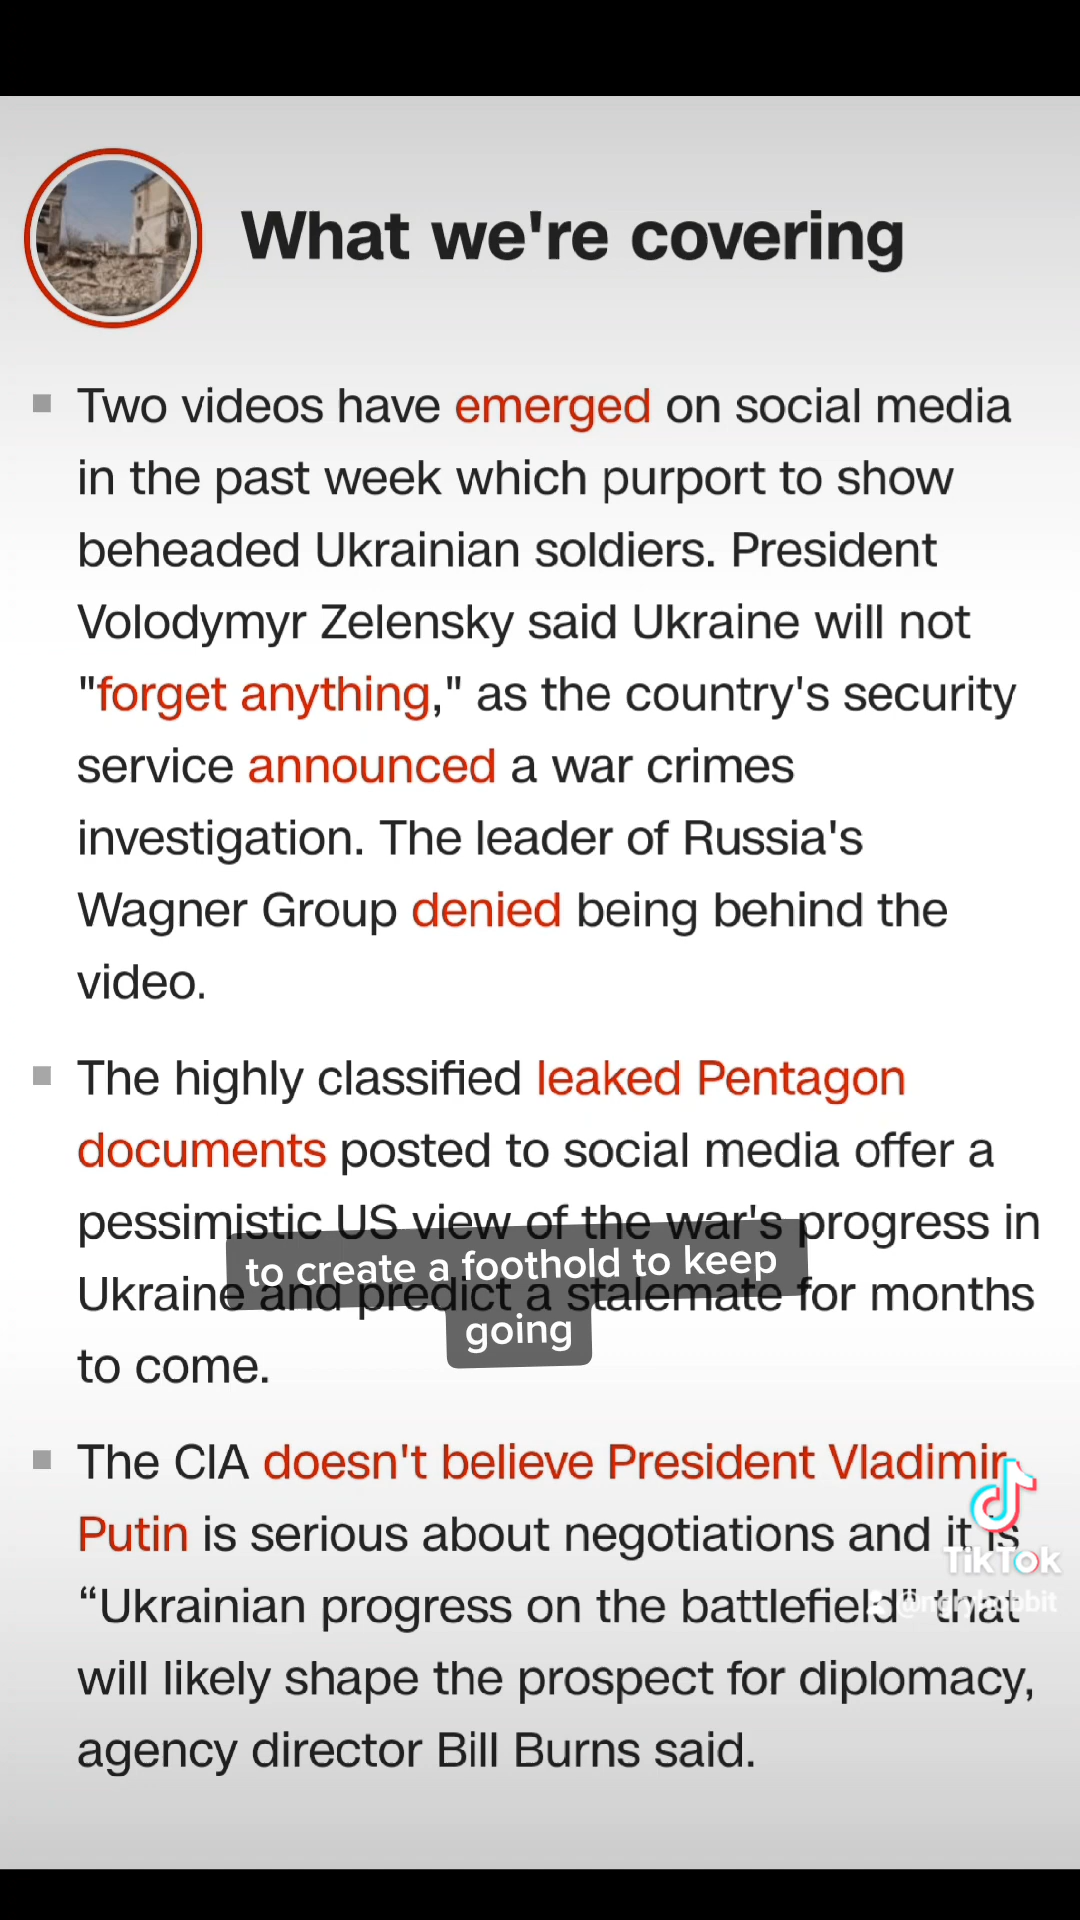 What we're covering
Two videos have emerged on social media
in the past week which purport to show
beheaded Ukrainian soldiers. President
Volodymyr Zelensky said Ukraine will not
"forget anything," as the country's security
service announced a war crimes
investigation. The leader of Russia's
Wagner Group denied being behind the
video.
The highly classified leaked Pentagon
documents posted to social media offer a
pessimistic US view of the war's progress in
to create a foothold to keep
going
Ukraine and predict a stalemate for months
to come.
The CIA doesn't believe President Vladimir
Putin is serious about negotiations and it is
“Ukrainian progress on the battlefield" that
will likely shape the prospect for diplomacy,
agency director Bill Burns said.
TikTok